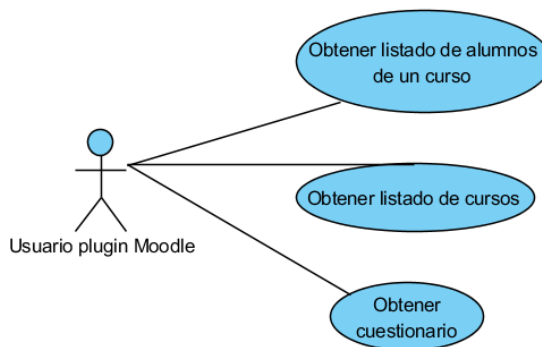 Obtener listado de alumnos
de un curso
Obtener listado de cursos
Usuario plugin Moodle
Obtener
cuestionario